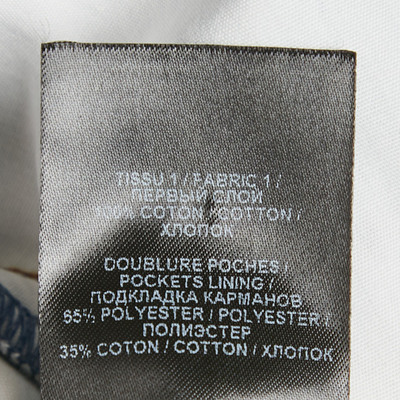 TISSU 1 / FABRIC 1 /
ПЕРВЫЙ СЛОЙ
100% COTON / COTTON /
ХЛОПОК
DOUBLURE POCHES /
POCKETS LINING /
ПОДКЛАДКА КАРМАНОВ
65% POLYESTER / POLYESTER /
ПОЛИЭСТЕР
35% COTON / COTTON / ХЛОПОК